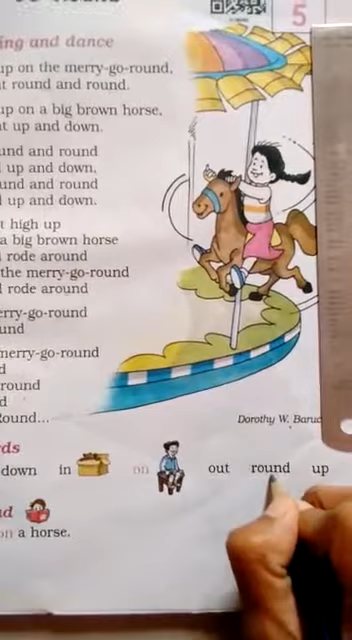 5
ing and dance
up on the merry-go-round,
t round and round.
up on a big brown horse,
t up and down.
und and round
up and down,
und and round
up and down.
t high up
a big brown horse
rode around
the merry-go-round
rode around
erry-go-round
und
merry-go-round
d
round
d
Round...
Dorothy W. Baruc
rds
down in on out round up
ad
on a horse.